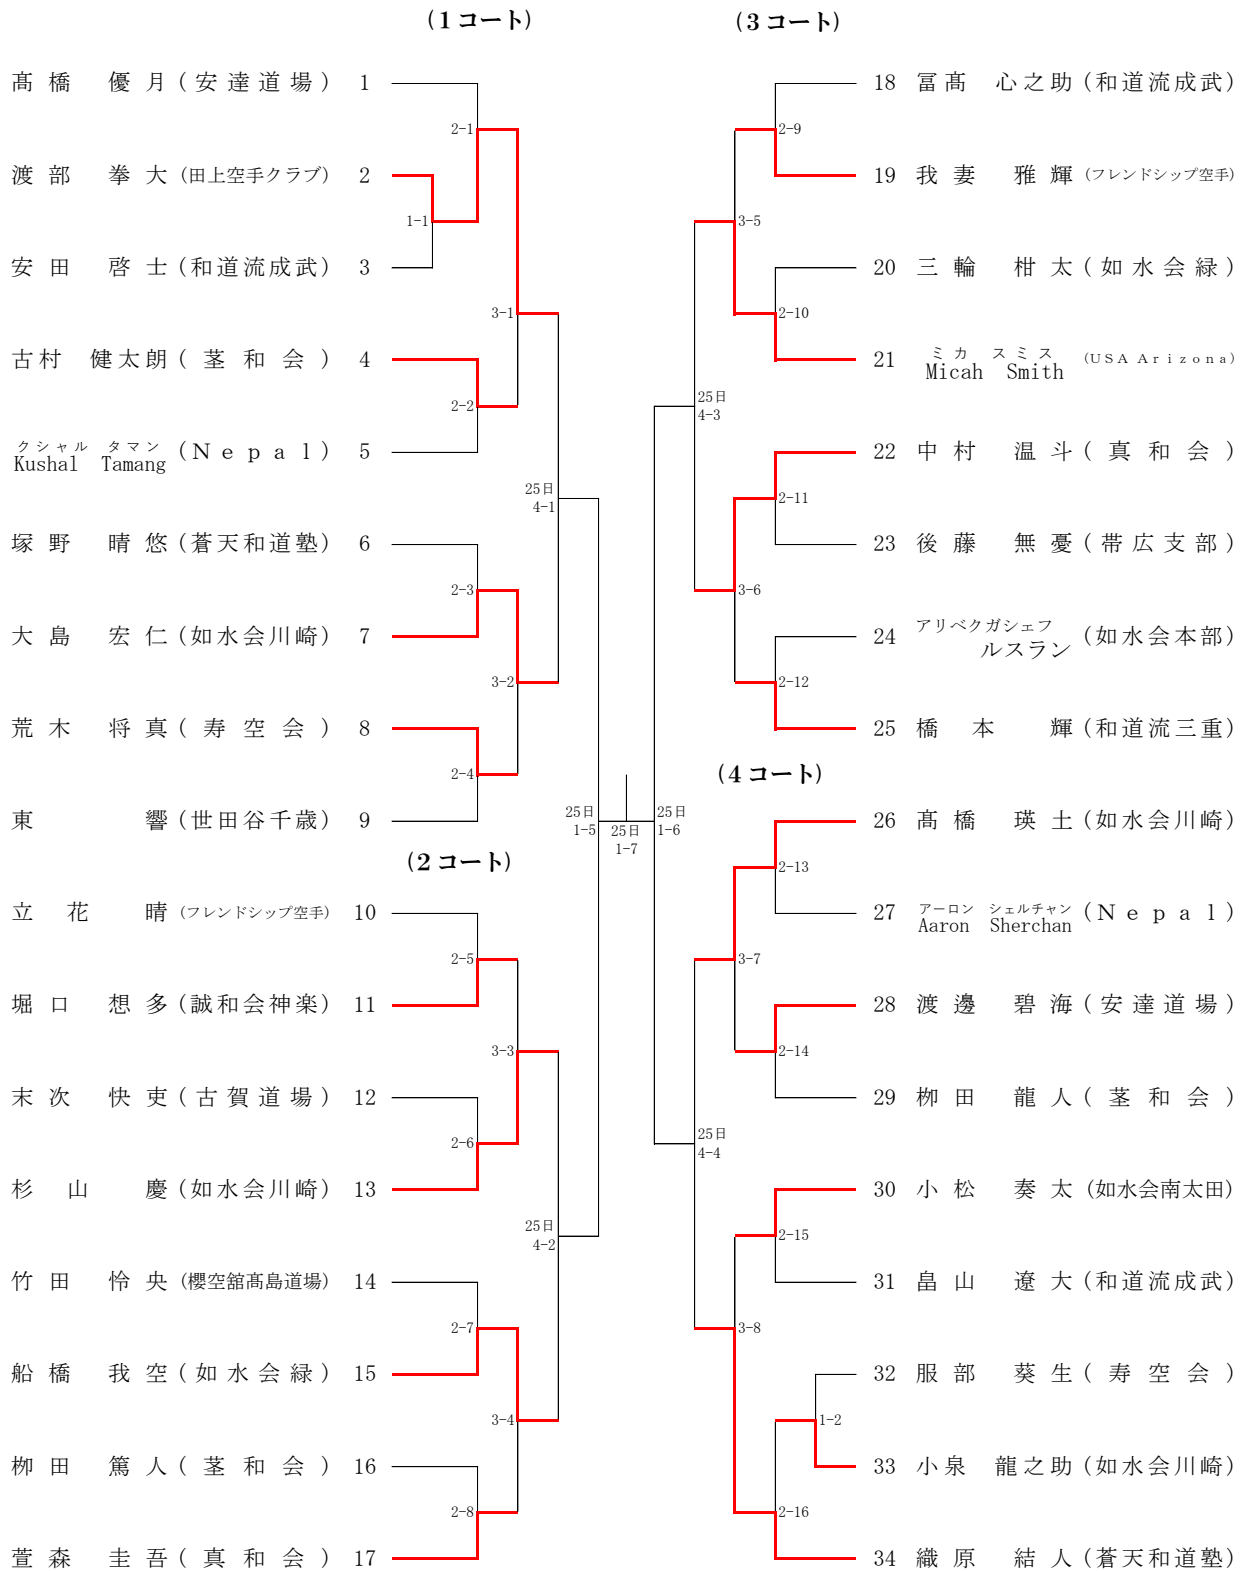 (1コート)
髙橋 優月 (安達道場) 1
2-1
渡部 拳大 (田上空手クラブ) 2
1-1
安田 啓士 (和道流成武) 3
3-1
古村 健太朗 (茎和会) 4
2-2
クシャル タマン
Kushal Tamang (Nepal) 5
25日
4-1
塚野 晴悠 (蒼天和道塾) 6
2-3
大島 宏仁 (如水会川崎) 7
3-2
荒木 将真 (寿空会) 8
2-4
東 響 (世田谷千歳) 9
25日
1-5
(2コート)
立花 晴 (フレンドシップ空手) 10
2-5
堀口 想多 (誠和会神楽) 11
3-3
末次 快吏 (古賀道場) 12
2-6
杉山 慶 (如水会川崎) 13
25日
4-2
竹田 怜央 (櫻空舘髙島道場) 14
2-7
船橋 我空 (如水会緑) 15
3-4
栁田 篤人 (茎和会) 16
2-8
萱森 圭吾 (真和会) 17
25日
1-7
(3コート)
18 冨髙 心之助 (和道流成武)
2-9
19 我妻 雅輝 (フレンドシップ空手)
3-5
20 三輪 柑太 (如水会緑)
2-10
ミカ スミス
21 Micah Smith (USA Arizona)
25日
4-3
22 中村 温斗 (真和会)
2-11
23 後藤 無憂 (帯広支部)
3-6
アリベクガシェフ
24 ルスラン (如水会本部)
2-12
25 橋本 輝 (和道流三重)
(4コート)
25日
1-6
26 髙橋 瑛士 (如水会川崎)
2-13
アーロン シェルチャン
27 Aaron Sherchan (Nepal)
3-7
28 渡邊 碧海 (安達道場)
2-14
29 栁田 龍人 (茎和会)
25日
4-4
30 小松 奏太 (如水会南太田)
2-15
31 畠山 遼大 (和道流成武)
3-8
32 服部 葵生 (寿空会)
1-2
33 小泉 龍之助 (如水会川崎)
2-16
34 織原 結人 (蒼天和道塾)